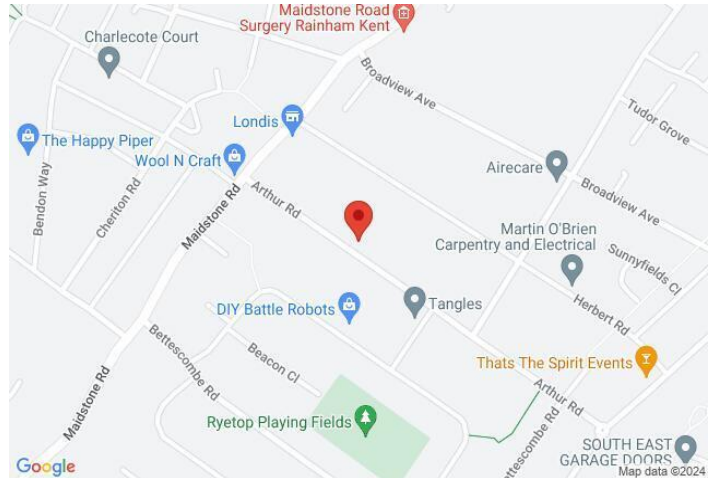 Maidstone Road
Surgery Rainham Kent
Charlecote Court
Broadview Ave
Tudor Grove
Londis
The Happy Piper
Wool N Craft
Airecare
Broadview Ave
Bendon Way
Cheriton Rd
Maidstone Rd
Arthur Rd
Martin O'Brien
Carpentry and Electrical
Sunnyfields Cl
DIY Battle Robots
Tangles
Herbert Rd
Bettescombe Rd
Beacon Cl
Thats The Spirit Events
Arthur Rd
Maidstone Rd
Ryetop Playing Fields
Bettescombe Rd
SOUTH EAST
GARAGE DOORS
Google
Map data ©2024